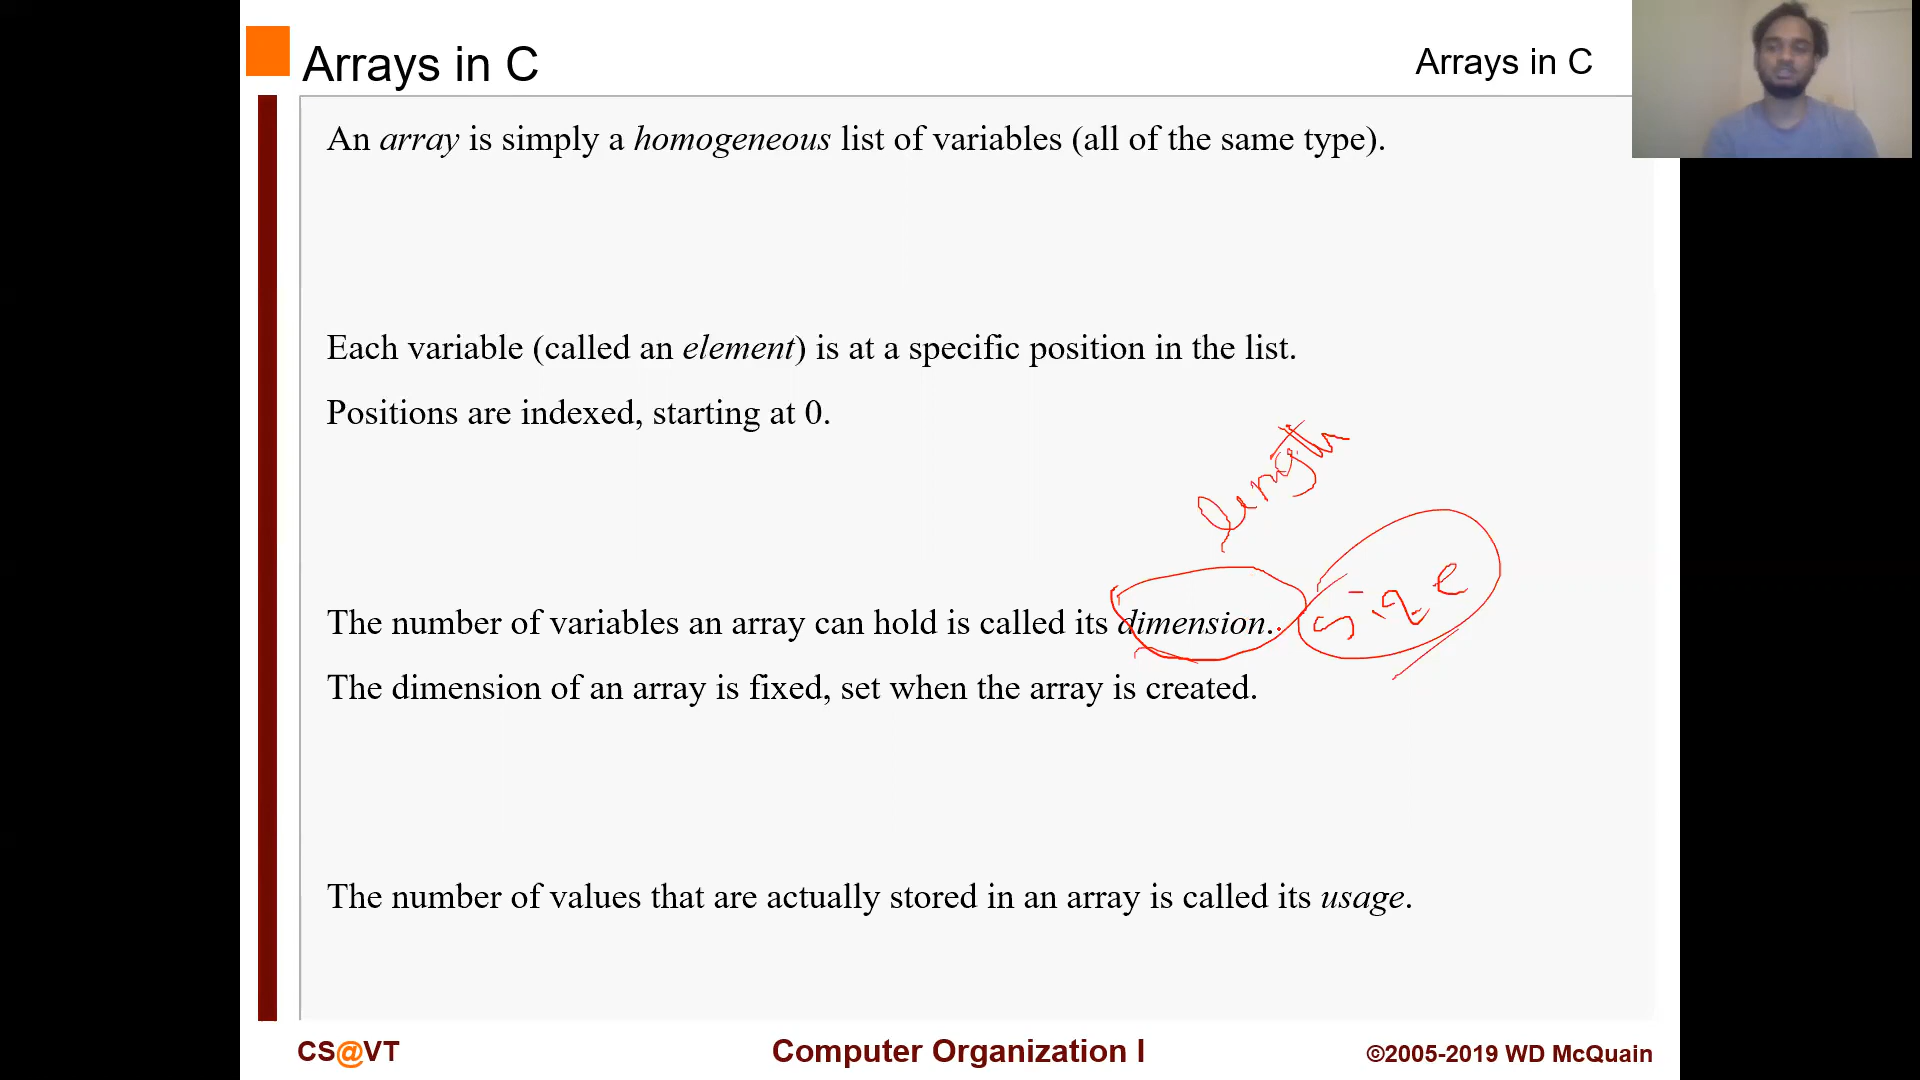 Arrays in C
Arrays in C
An array is simply a homogeneous list of variables (all of the same type).
Each variable (called an element) is at a specific position in the list.
Positions are indexed, starting at 0.
length
size
The number of variables an array can hold is called its dimension.
The dimension of an array is fixed, set when the array is created.
The number of values that are actually stored in an array is called its usage.
CS@VT
Computer Organization I
©2005-2019 WD McQuain